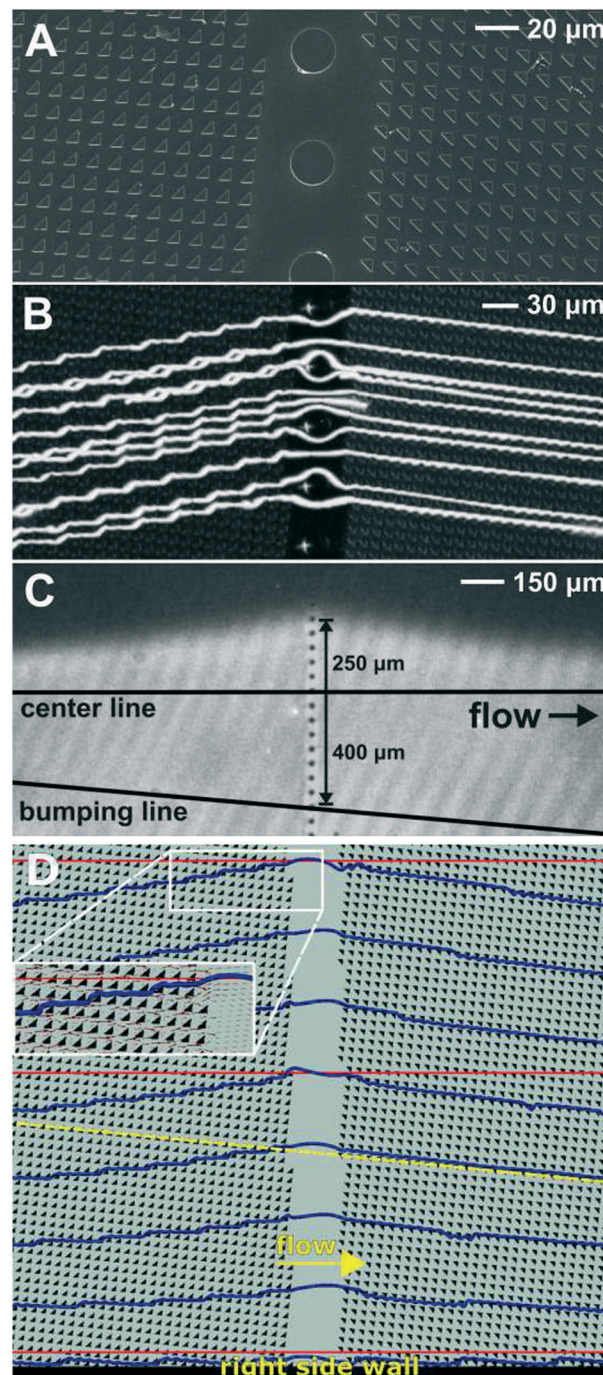 A
20 µm
B
30 µm
C
150 µm
250 µm
center line
flow
400 µm
bumping line
D
flow
right side wall